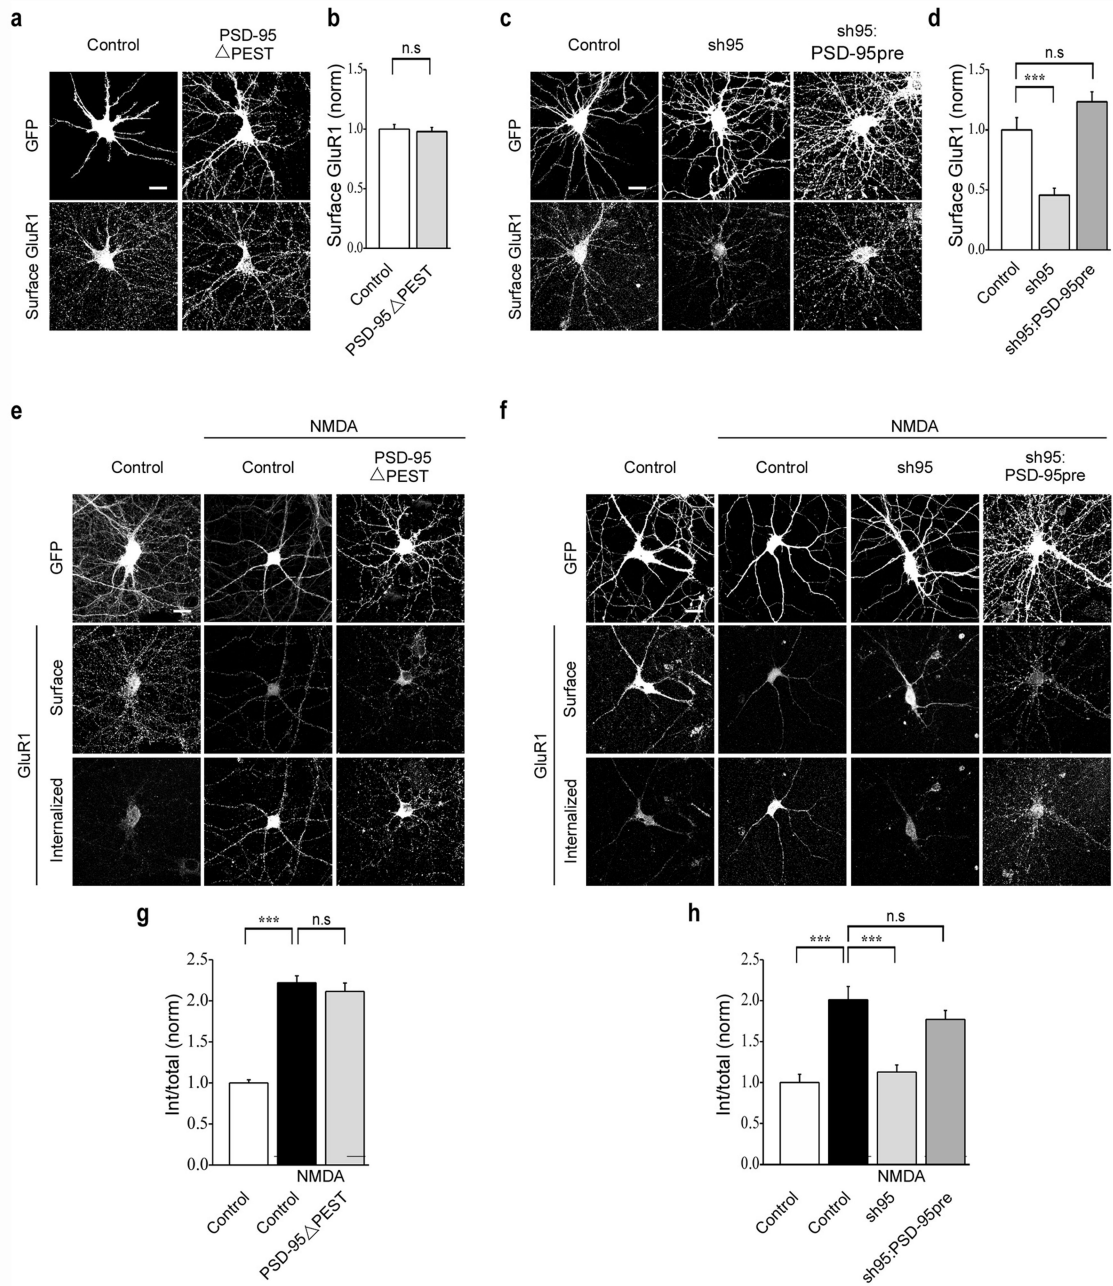 a
Control
PSD-95
△PEST
GFP
Surface GluR1
b
n.s
Surface GluR1 (norm)
1.5
1.0
0.5
0.0
Control
PSD-95△PEST
c
Control
sh95
sh95:
PSD-95pre
GFP
Surface GluR1
d
n.s
***
Surface GluR1 (norm)
1.5
1.0
0.5
0.0
Control
sh95
sh95:PSD-95pre
e
NMDA
Control
Control
PSD-95
△PEST
GFP
GluR1
Surface
Internalized
f
NMDA
Control
Control
sh95
sh95:
PSD-95pre
GFP
GluR1
Surface
Internalized
g
***
n.s
Int/total (norm)
2.5
2.0
1.5
1.0
0.5
0.0
NMDA
Control
Control
PSD-95△PEST
h
n.s
***
***
Int/total (norm)
2.5
2.0
1.5
1.0
0.5
0.0
NMDA
Control
Control
sh95
sh95:PSD-95pre